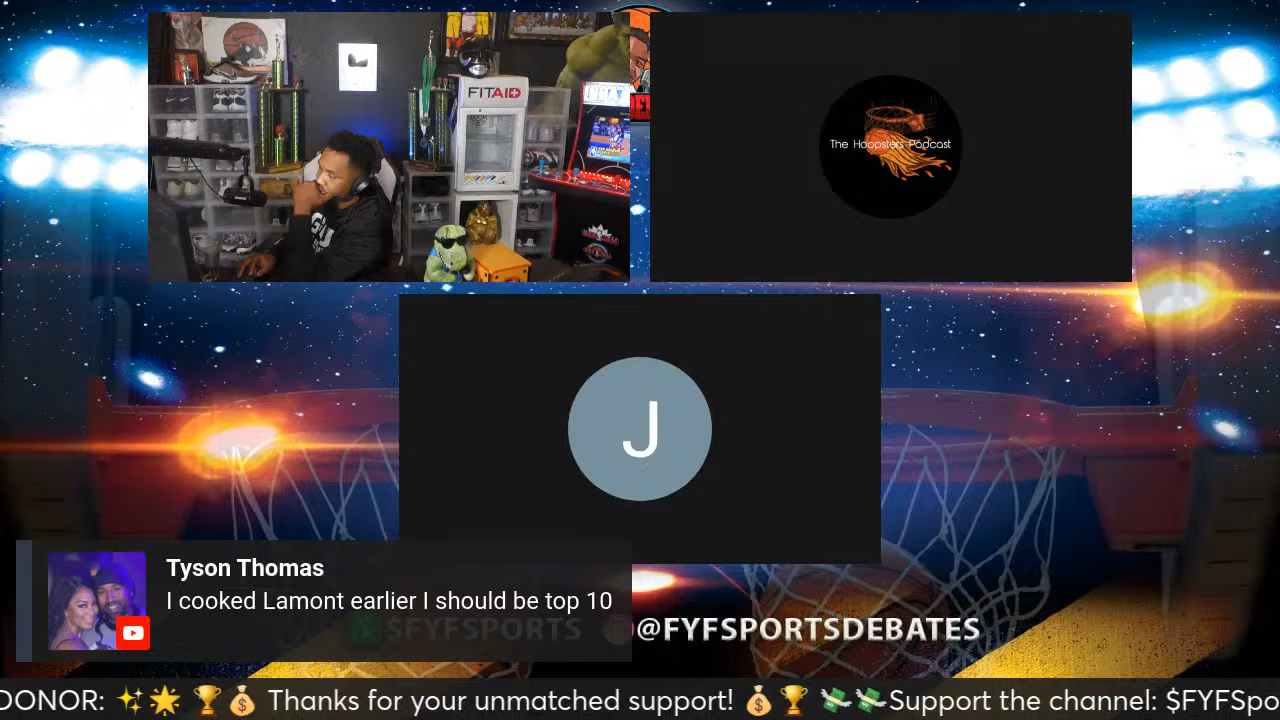 FITAID
The Hoopsters Podcast
J
Tyson Thomas
I cooked Lamont earlier I should be top 10
$FYFSPORTS
@FYFSPORTSDEBATES
DONOR: ✨🌟 🏆💰 Thanks for your unmatched support! 💰🏆 💸💸Support the channel: $FYFSpo